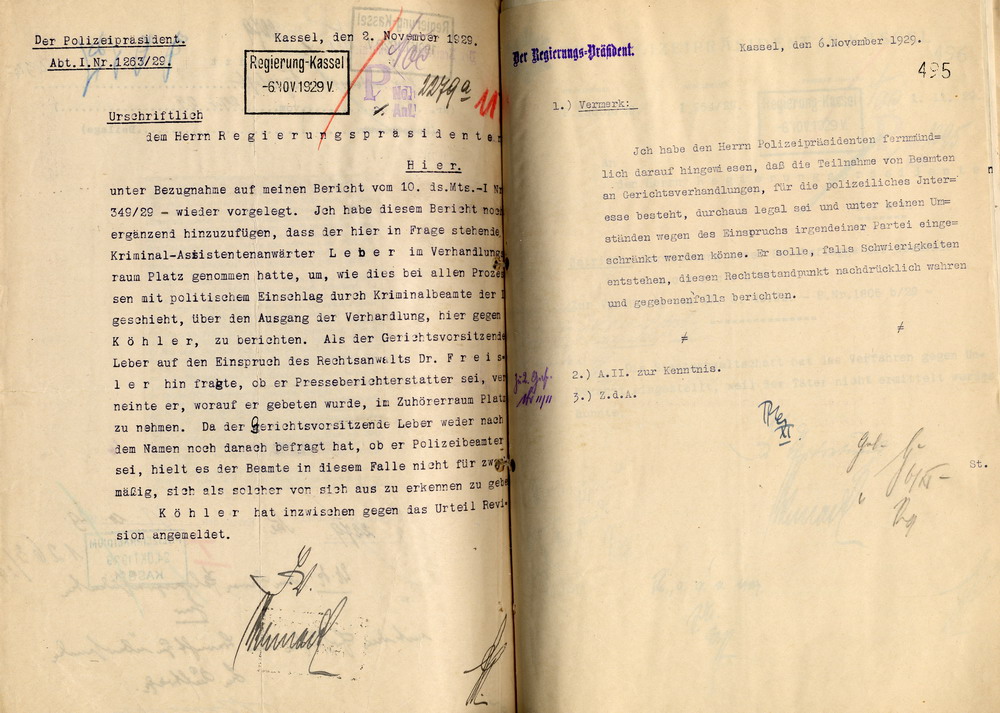 Der Polizeipräsident.
Abt.I.Nr.1263/29.
Kassel, den 2. November 1929.
Regierung-Kassel
-6.NOV.1929 V.
P
2279a
11
Urschriftlich
dem Herrn Regierungspräsidenten
Hier.
unter Bezugnahme auf meinen Bericht vom 10. ds.Mts.-I Nr
349/29 - wieder vorgelegt. Jch habe diesem Bericht noch
ergänzend hinzuzufügen, dass der hier in Frage stehende
Kriminal-Assistentenanwärter Leber im Verhandlungs
raum Platz genommen hatte, um, wie dies bei allen Prozes
sen mit politischem Einschlag durch Kriminalbeamte der I
geschieht, über den Ausgang der Verhardlung, hier gegen
Köhler, zu berichten. Als der Gerichtsvorsitzende
Leber auf den Einspruch des Rechtsanwalts Dr. Freis-
ler hin fragte, ob er Presseberichterstatter sei, ver
neinte er, worauf er gebeten wurde, im Zuhörerraum Platz
zu nehmen. Da der Gerichtsvorsitzende Leber weder nach
dem Namen noch danach befragt hat, ob er Polizeibeamter
sei, hielt es der Beamte in diesem Falle nicht für zwe
mäßig, sich als solcher von sich aus zu erkennen zu gebe
Köhler hat inzwischen gegen das Urteil Revi-
sion angemeldet.
Der Regierungs-Präsident.
Kassel, den 6.November 1929.
495
1.) Vermerk:
Jch habe den Herrn Polizeipräsidenten fernmünd=
lich darauf hingewiesen, daß die Teilnahme von Beamten
an Gerichtsverhandlungen, für die polizeiliches Jnter=
esse besteht, durchaus legal sei und unter keinen Um=
ständen wegen des Einspruchs irgendeiner Partei einge=
schränkt werden könne. Er solle, falls Schwierigkeiten
entstehen, diesen Rechtsstandpunkt nachdrücklich wahren
und gegebenenfalls berichten.
≠ ≠
2.) A.II. zur Kenntnis.
3.) Z.d.A.
St.